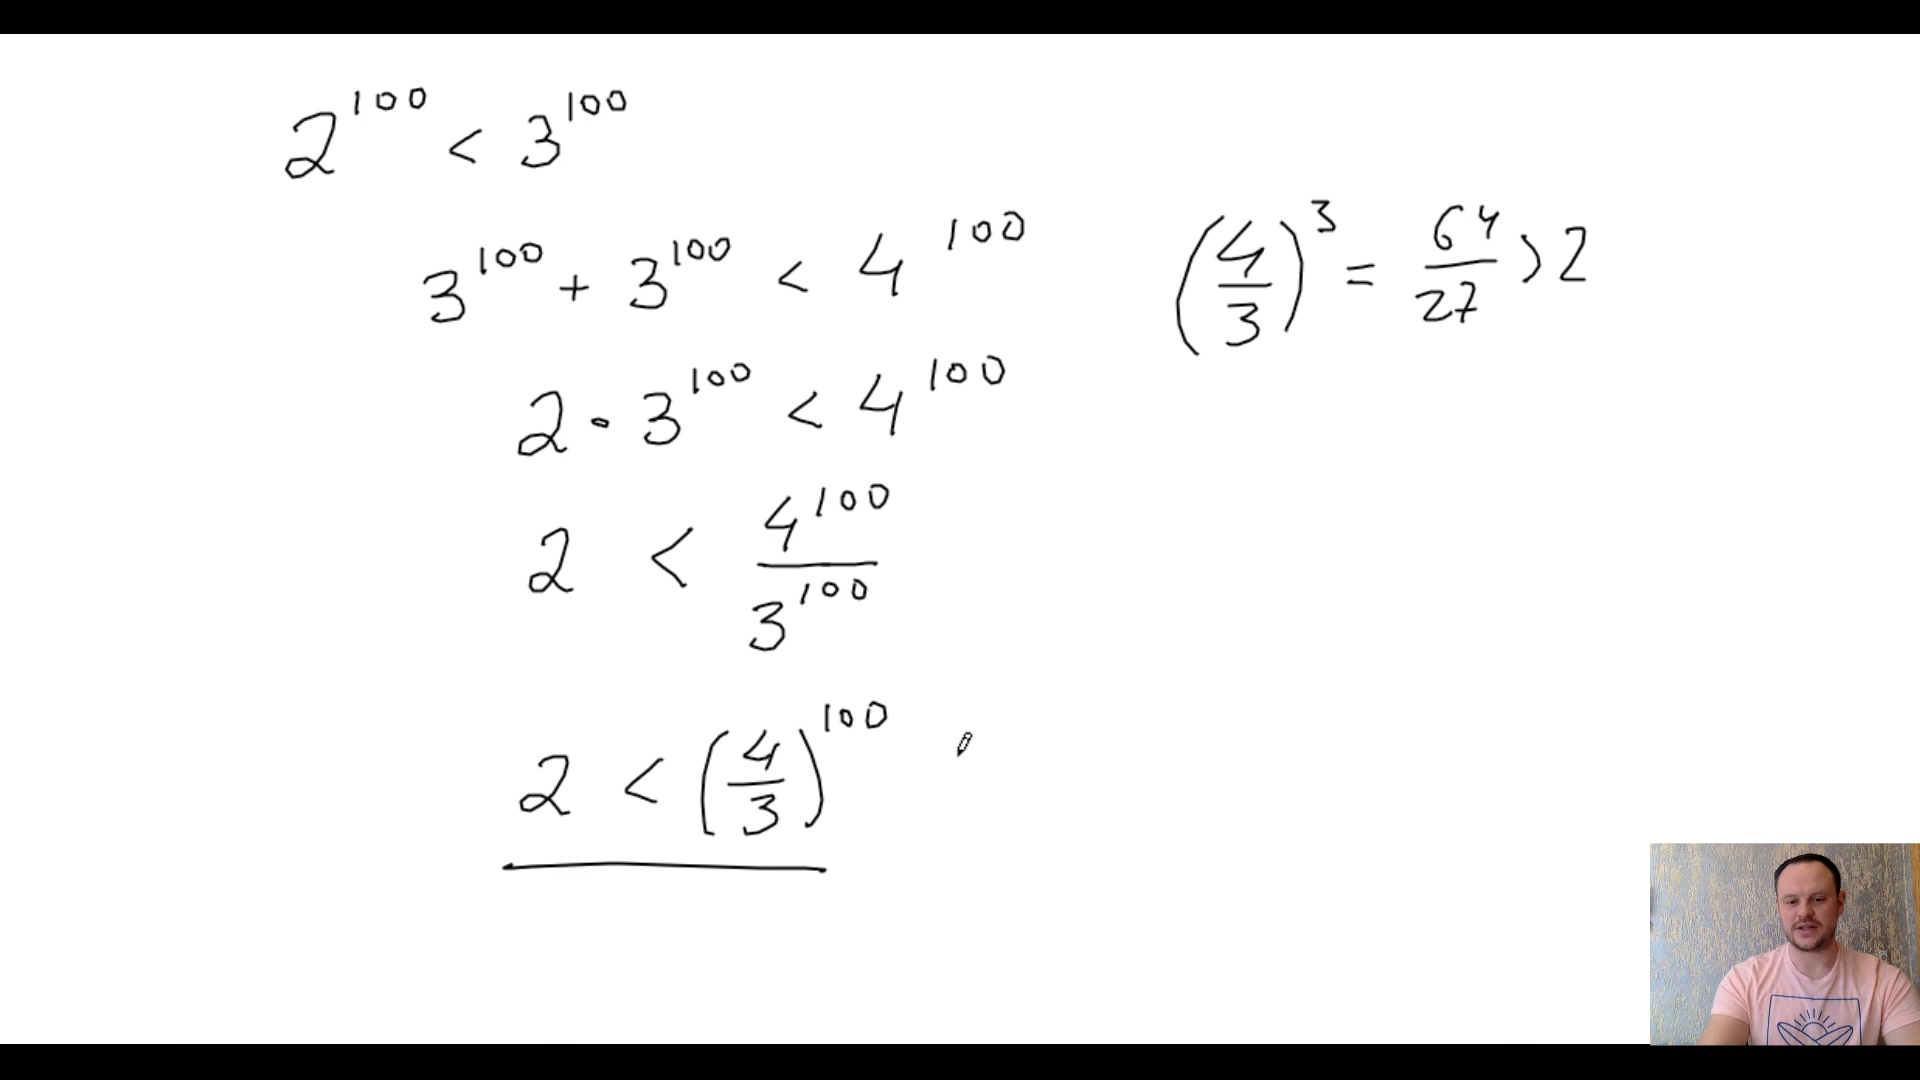 2^100 < 3^100
3^100 + 3^100 < 4^100
2 · 3^100 < 4^100
2 < 4^100 / 3^100
2 < (4/3)^100
(4/3)^3 = 64/27 > 2